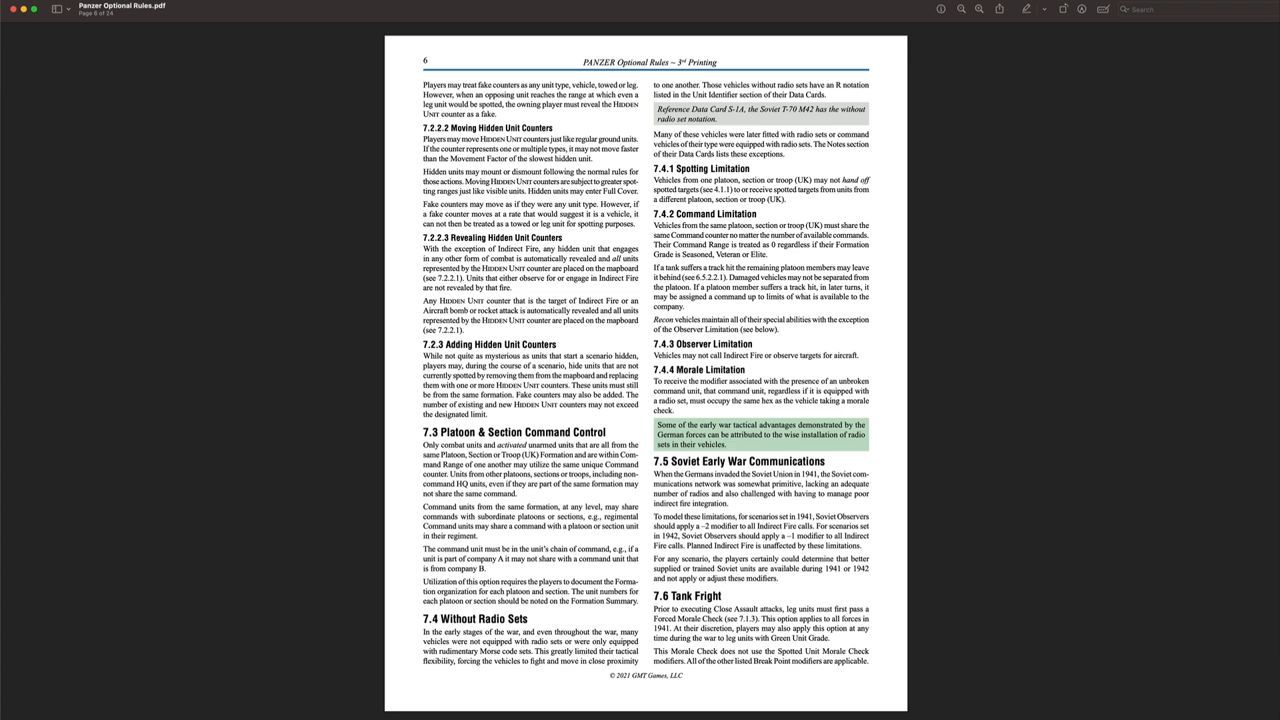 Panzer Optional Rules.pdf
Page 6 of 24
Search
6
PANZER Optional Rules ~ 3rd Printing
Players may treat fake counters as any unit type, vehicle, towed or leg.
However, when an opposing unit reaches the range at which even a
leg unit would be spotted, the owning player must reveal the HIDDEN
UNIT counter as a fake.
7.2.2.2 Moving Hidden Unit Counters
Players may move HIDDEN UNIT counters just like regular ground units.
If the counter represents one or multiple types, it may not move faster
than the Movement Factor of the slowest hidden unit.
Hidden units may mount or dismount following the normal rules for
those actions. Moving HIDDEN UNIT counters are subject to greater spot-
ting ranges just like visible units. Hidden units may enter Full Cover.
Fake counters may move as if they were any unit type. However, if
a fake counter moves at a rate that would suggest it is a vehicle, it
can not then be treated as a towed or leg unit for spotting purposes.
7.2.2.3 Revealing Hidden Unit Counters
With the exception of Indirect Fire, any hidden unit that engages
in any other form of combat is automatically revealed and all units
represented by the HIDDEN UNIT counter are placed on the mapboard
(see 7.2.2.1). Units that either observe for or engage in Indirect Fire
are not revealed by that fire.
Any HIDDEN UNIT counter that is the target of Indirect Fire or an
Aircraft bomb or rocket attack is automatically revealed and all units
represented by the HIDDEN UNIT counter are placed on the mapboard
(see 7.2.2.1).
7.2.3 Adding Hidden Unit Counters
While not quite as mysterious as units that start a scenario hidden,
players may, during the course of a scenario, hide units that are not
currently spotted by removing them from the mapboard and replacing
them with one or more HIDDEN UNIT counters. These units must still
be from the same formation. Fake counters may also be added. The
number of existing and new HIDDEN UNIT counters may not exceed
the designated limit.
7.3 Platoon & Section Command Control
Only combat units and activated unarmed units that are all from the
same Platoon, Section or Troop (UK) Formation and are within Com-
mand Range of one another may utilize the same unique Command
counter. Units from other platoons, sections or troops, including non-
command HQ units, even if they are part of the same formation may
not share the same command.
Command units from the same formation, at any level, may share
commands with subordinate platoons or sections, e.g., regimental
Command units may share a command with a platoon or section unit
in their regiment.
The command unit must be in the unit's chain of command, e.g., if a
unit is part of company A it may not share with a command unit that
is from company B.
Utilization of this option requires the players to document the Forma-
tion organization for each platoon and section. The unit numbers for
each platoon or section should be noted on the Formation Summary.
7.4 Without Radio Sets
In the early stages of the war, and even throughout the war, many
vehicles were not equipped with radio sets or were only equipped
with rudimentary Morse code sets. This greatly limited their tactical
flexibility, forcing the vehicles to fight and move in close proximity
to one another. Those vehicles without radio sets have an R notation
listed in the Unit Identifier section of their Data Cards.
Reference Data Card S-1A, the Soviet T-70 M42 has the without
radio set notation.
Many of these vehicles were later fitted with radio sets or command
vehicles of their type were equipped with radio sets. The Notes section
of their Data Cards lists these exceptions.
7.4.1 Spotting Limitation
Vehicles from one platoon, section or troop (UK) may not hand off
spotted targets (see 4.1.1) to or receive spotted targets from units from
a different platoon, section or troop (UK).
7.4.2 Command Limitation
Vehicles from the same platoon, section or troop (UK) must share the
same Command counter no matter the number of available commands.
Their Command Range is treated as 0 regardless if their Formation
Grade is Seasoned, Veteran or Elite.
If a tank suffers a track hit the remaining platoon members may leave
it behind (see 6.5.2.2.1). Damaged vehicles may not be separated from
the platoon. If a platoon member suffers a track hit, in later turns, it
may be assigned a command up to limits of what is available to the
company.
Recon vehicles maintain all of their special abilities with the exception
of the Observer Limitation (see below).
7.4.3 Observer Limitation
Vehicles may not call Indirect Fire or observe targets for aircraft.
7.4.4 Morale Limitation
To receive the modifier associated with the presence of an unbroken
command unit, that command unit, regardless if it is equipped with
a radio set, must occupy the same hex as the vehicle taking a morale
check.
Some of the early war tactical advantages demonstrated by the
German forces can be attributed to the wise installation of radio
sets in their vehicles.
7.5 Soviet Early War Communications
When the Germans invaded the Soviet Union in 1941, the Soviet com-
munications network was somewhat primitive, lacking an adequate
number of radios and also challenged with having to manage poor
indirect fire integration.
To model these limitations, for scenarios set in 1941, Soviet Observers
should apply a –2 modifier to all Indirect Fire calls. For scenarios set
in 1942, Soviet Observers should apply a –1 modifier to all Indirect
Fire calls. Planned Indirect Fire is unaffected by these limitations.
For any scenario, the players certainly could determine that better
supplied or trained Soviet units are available during 1941 or 1942
and not apply or adjust these modifiers.
7.6 Tank Fright
Prior to executing Close Assault attacks, leg units must first pass a
Forced Morale Check (see 7.1.3). This option applies to all forces in
1941. At their discretion, players may also apply this option at any
time during the war to leg units with Green Unit Grade.
This Morale Check does not use the Spotted Unit Morale Check
modifiers. All of the other listed Break Point modifiers are applicable.
© 2021 GMT Games, LLC